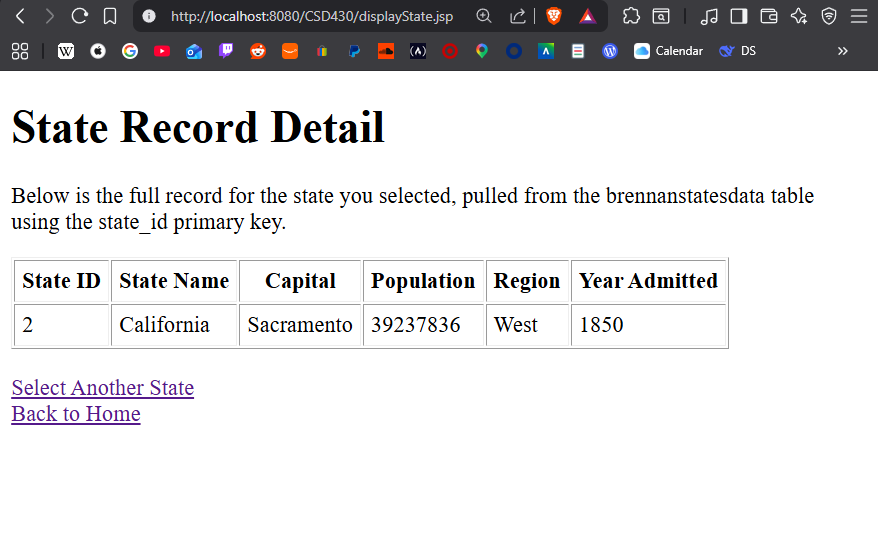 http://localhost:8080/CSD430/displayState.jsp
W G P (A) Λ W Calendar DS »
State Record Detail
Below is the full record for the state you selected, pulled from the brennanstatesdata table
using the state_id primary key.
State ID State Name Capital Population Region Year Admitted
2 California Sacramento 39237836 West 1850
Select Another State
Back to Home